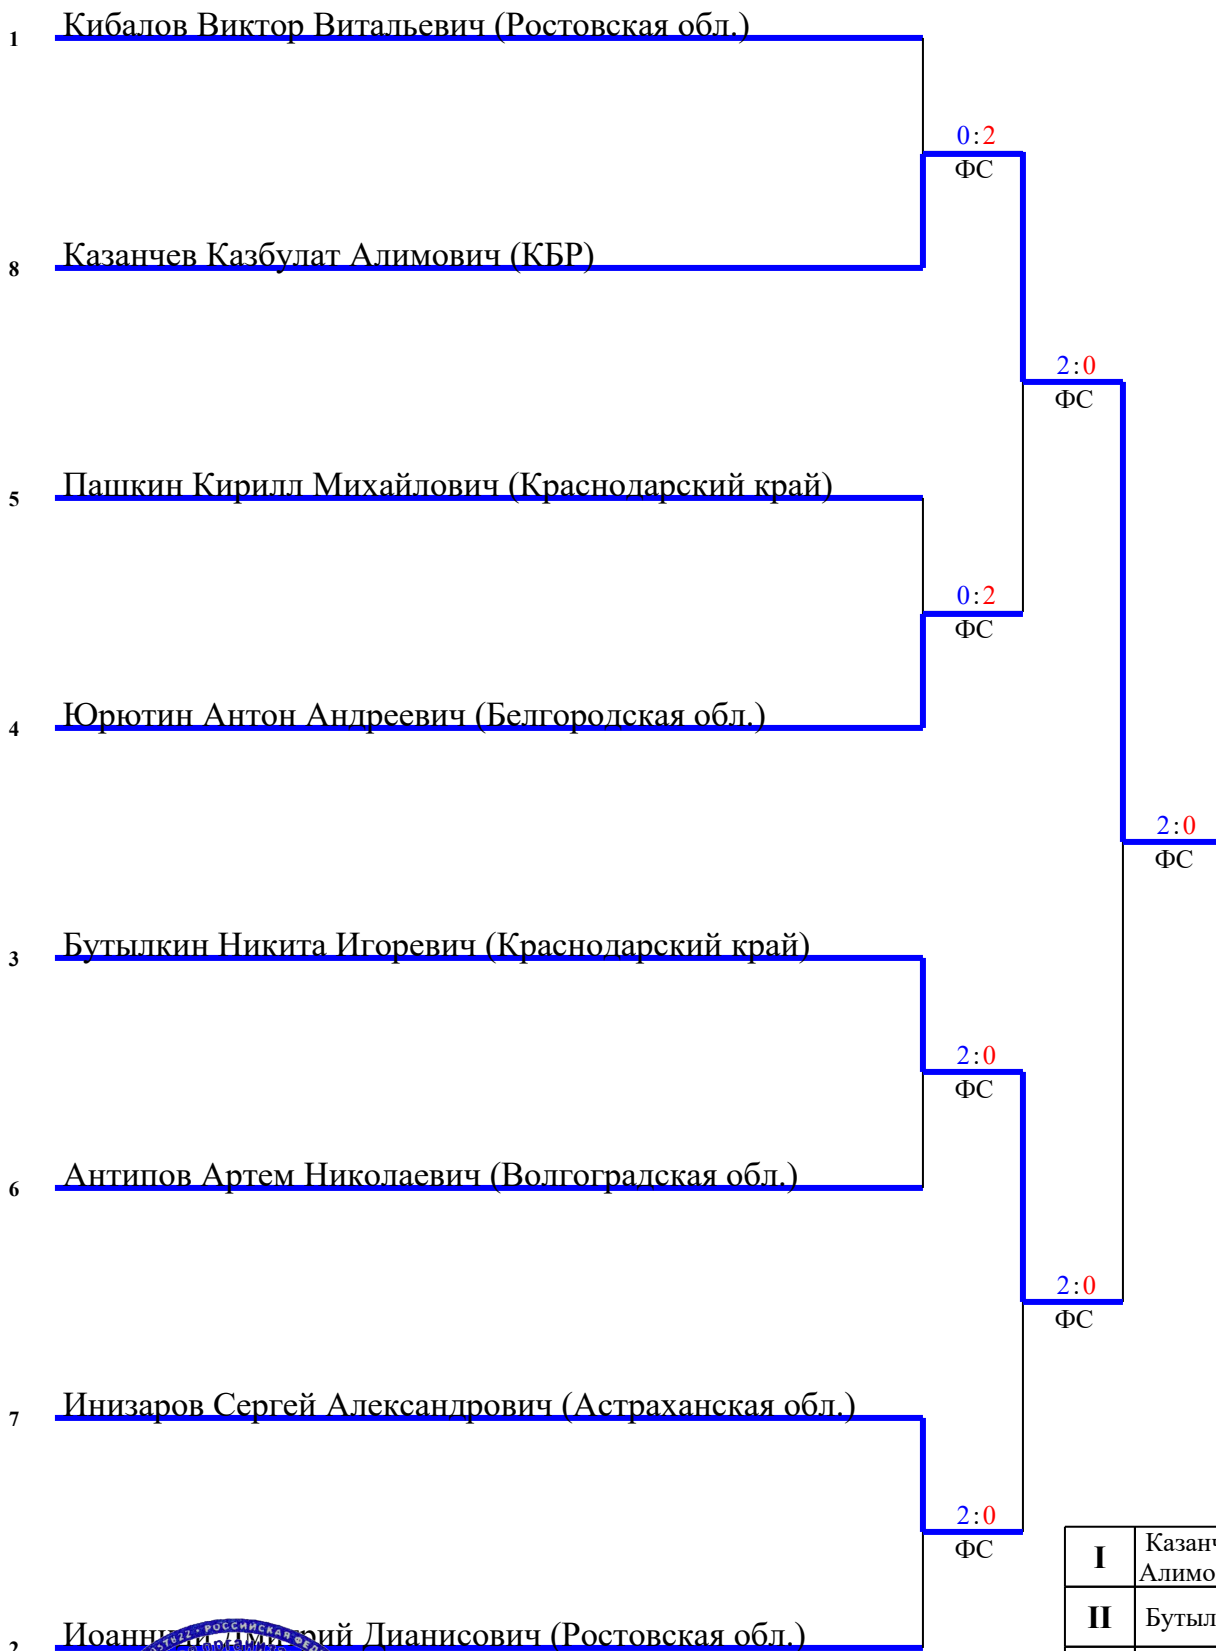 1 Кибалов Виктор Витальевич (Ростовская обл.)
0:2
ФС
8 Казанчев Казбулат Алимович (КБР)
2:0
ФС
5 Пашкин Кирилл Михайлович (Краснодарский край)
0:2
ФС
4 Юрютин Антон Андреевич (Белгородская обл.)
2:0
ФС
3 Бутылкин Никита Игоревич (Краснодарский край)
2:0
ФС
6 Антипов Артем Николаевич (Волгоградская обл.)
2:0
ФС
7 Инизаров Сергей Александрович (Астраханская обл.)
2:0
ФС
I Казанч
Алимо
II Бутыл
2 Дмитрий Дианисович (Ростовская обл.)
РОССИЙСКАЯ